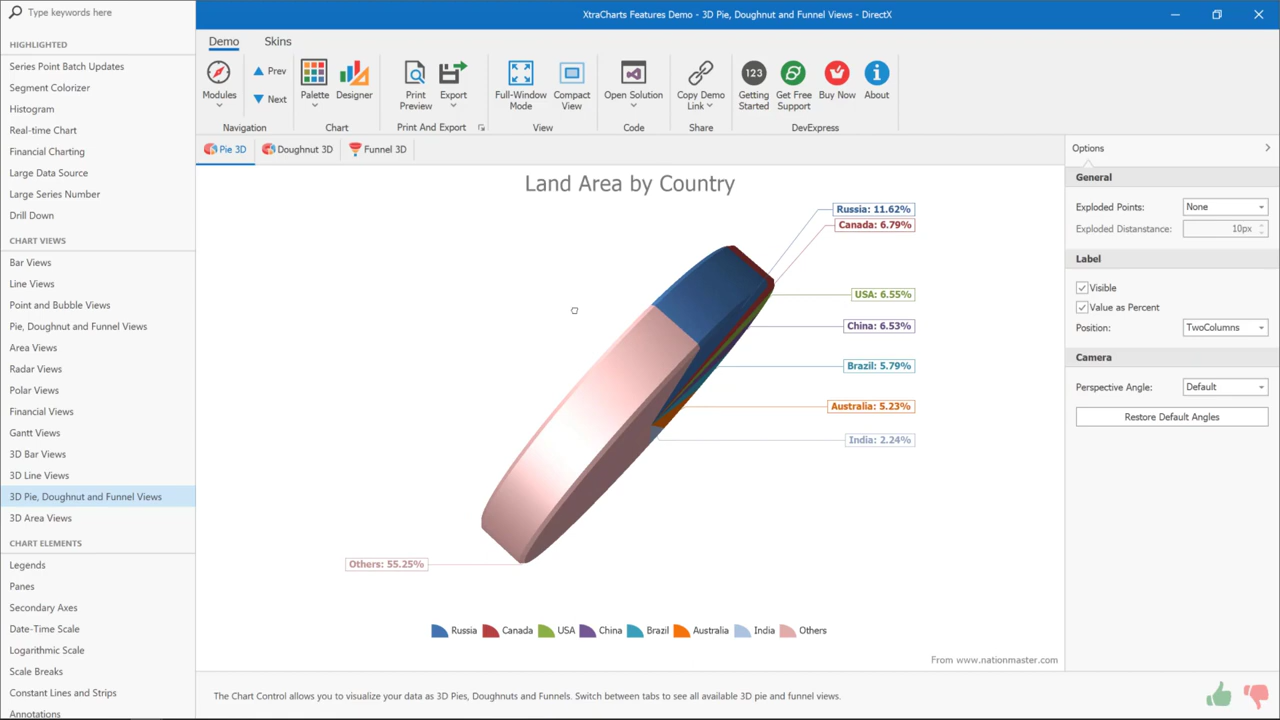 Type keywords here
HIGHLIGHTED
Series Point Batch Updates
Segment Colorizer
Histogram
Real-time Chart
Financial Charting
Large Data Source
Large Series Number
Drill Down
CHART VIEWS
Bar Views
Line Views
Point and Bubble Views
Pie, Doughnut and Funnel Views
Area Views
Radar Views
Polar Views
Financial Views
Gantt Views
3D Bar Views
3D Line Views
3D Pie, Doughnut and Funnel Views
3D Area Views
CHART ELEMENTS
Legends
Panes
Secondary Axes
Date-Time Scale
Logarithmic Scale
Scale Breaks
Constant Lines and Strips
Annotations
XtraCharts Features Demo - 3D Pie, Doughnut and Funnel Views - DirectX
Demo Skins
Modules
Prev
Next
Navigation
Palette
Designer
Chart
Print Preview
Export
Print And Export
Full-Window Mode
Compact View
View
Open Solution
Code
Copy Demo Link
Share
123
Getting Started
Get Free Support
Buy Now
About
DevExpress
Pie 3D Doughnut 3D Funnel 3D
Land Area by Country
Russia: 11.62%
Canada: 6.79%
USA: 6.55%
China: 6.53%
Brazil: 5.79%
Australia: 5.23%
India: 2.24%
Others: 55.25%
Russia Canada USA China Brazil Australia India Others
From www.nationmaster.com
The Chart Control allows you to visualize your data as 3D Pies, Doughnuts and Funnels. Switch between tabs to see all available 3D pie and funnel views.
Options
General
Exploded Points: None
Exploded Distanstance: 10px
Label
Visible
Value as Percent
Position: TwoColumns
Camera
Perspective Angle: Default
Restore Default Angles